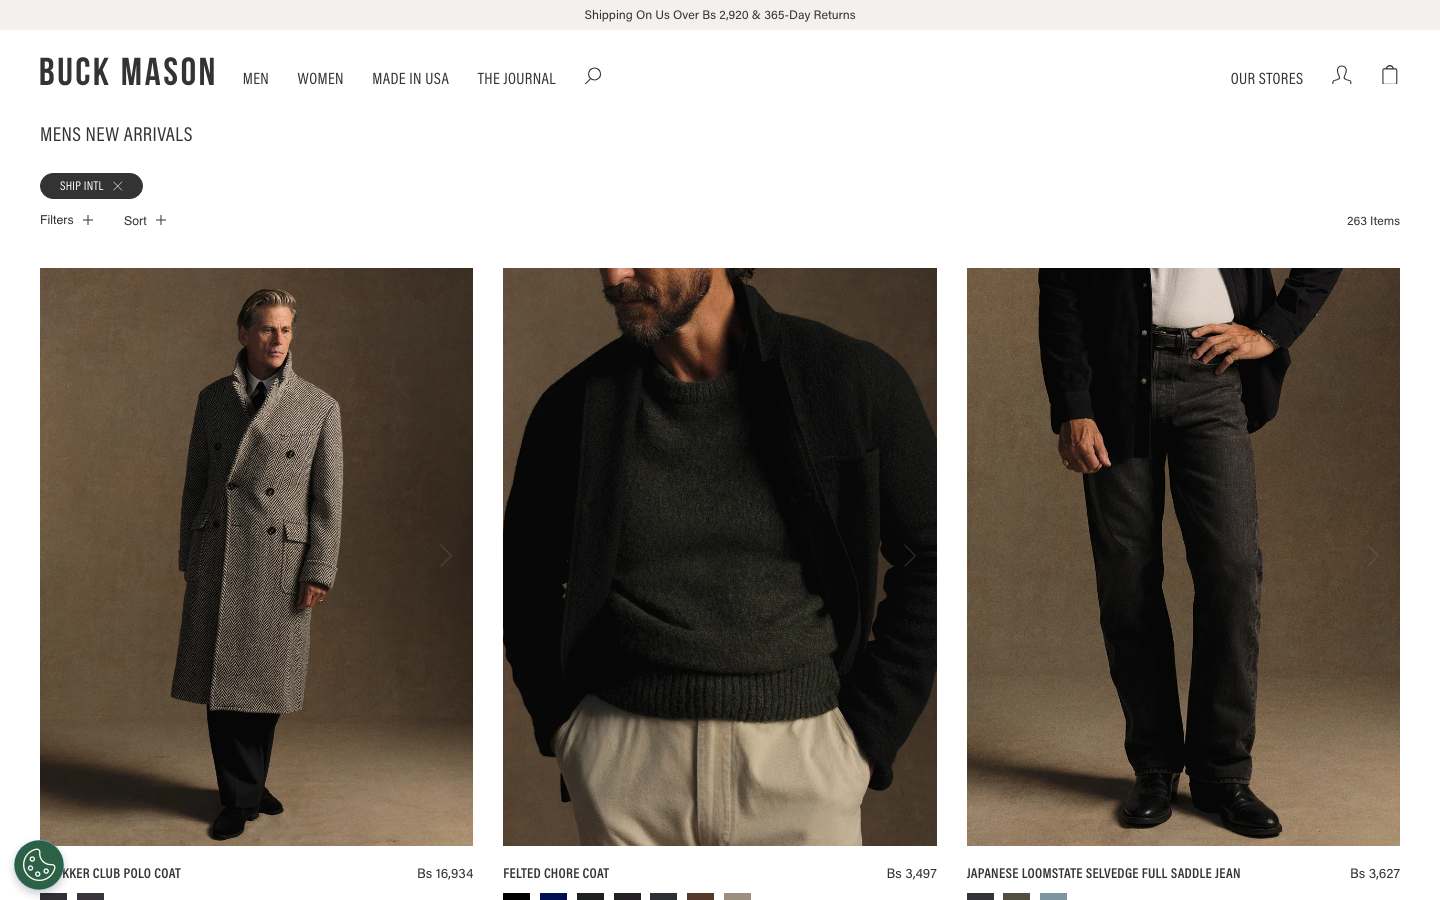 Shipping On Us Over Bs 2,920 & 365-Day Returns
BUCK MASON
MEN
WOMEN
MADE IN USA
THE JOURNAL
OUR STORES
MENS NEW ARRIVALS
SHIP INTL
Filters
Sort
263 Items
CLUB POLO COAT
Bs 16,934
FELTED CHORE COAT
Bs 3,497
JAPANESE LOOMSTATE SELVEDGE FULL SADDLE JEAN
Bs 3,627